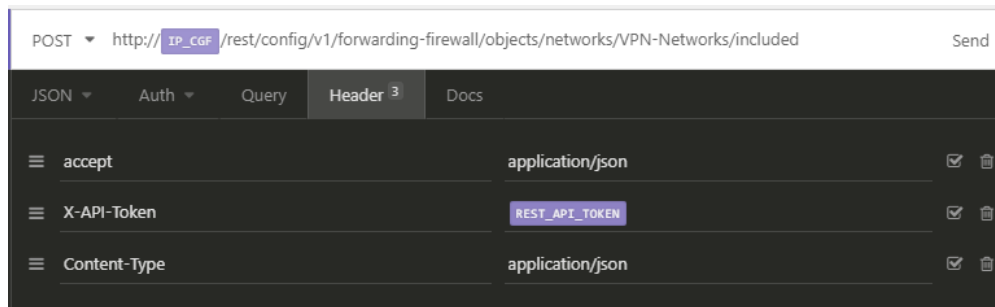 POST http:// IP_CGF /rest/config/v1/forwarding-firewall/objects/networks/VPN-Networks/included Send
JSON Auth Query Header 3 Docs
accept application/json
X-API-Token REST_API_TOKEN
Content-Type application/json